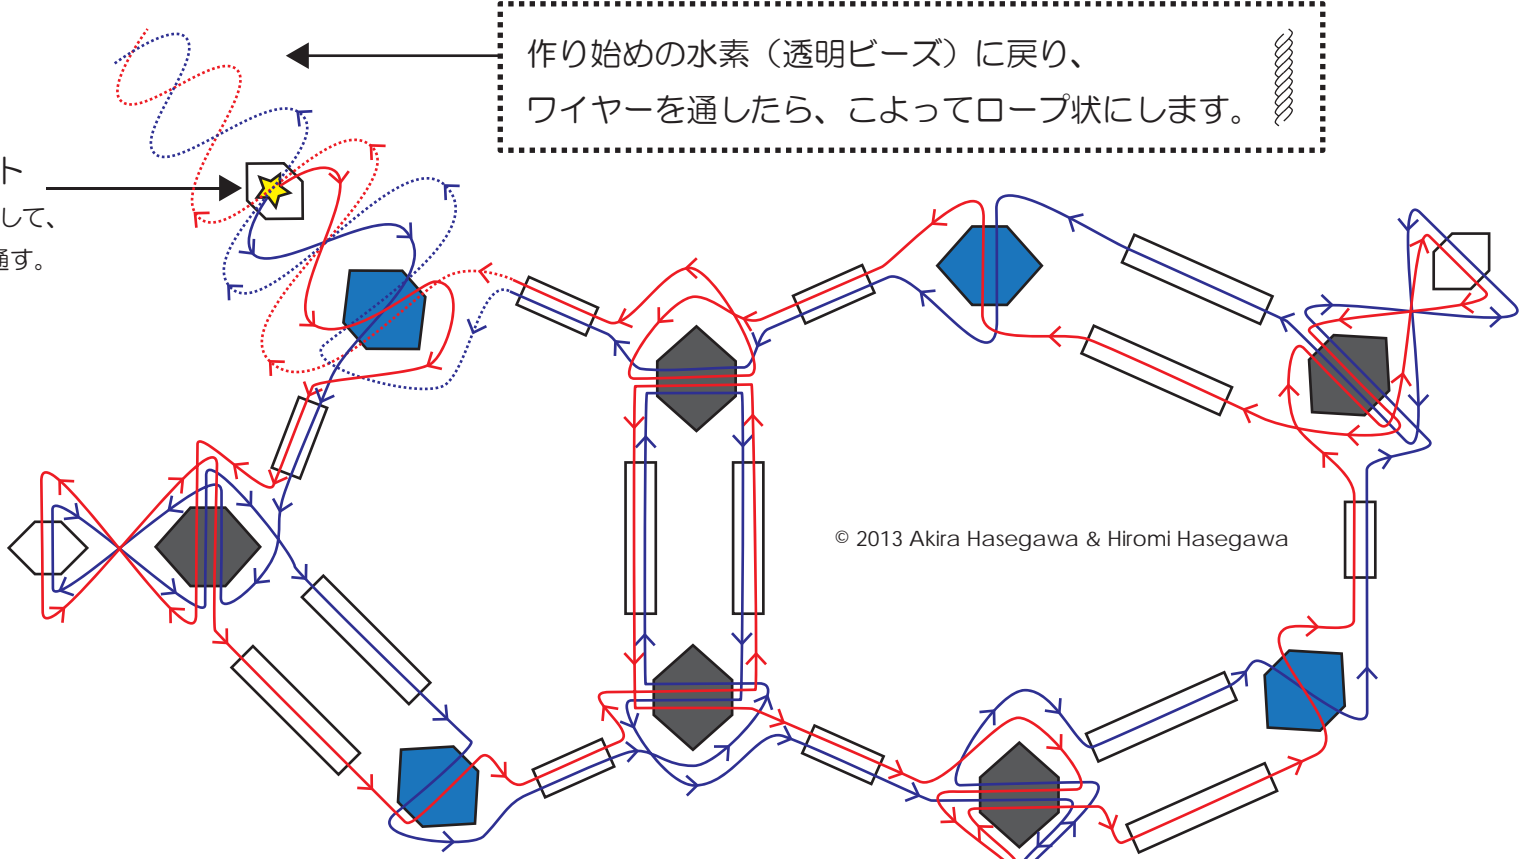 作り始めの水素（透明ビーズ）に戻り、
ワイヤーを通したら、こよってロープ状にします。
ト
して、
通す。
© 2013 Akira Hasegawa & Hiromi Hasegawa